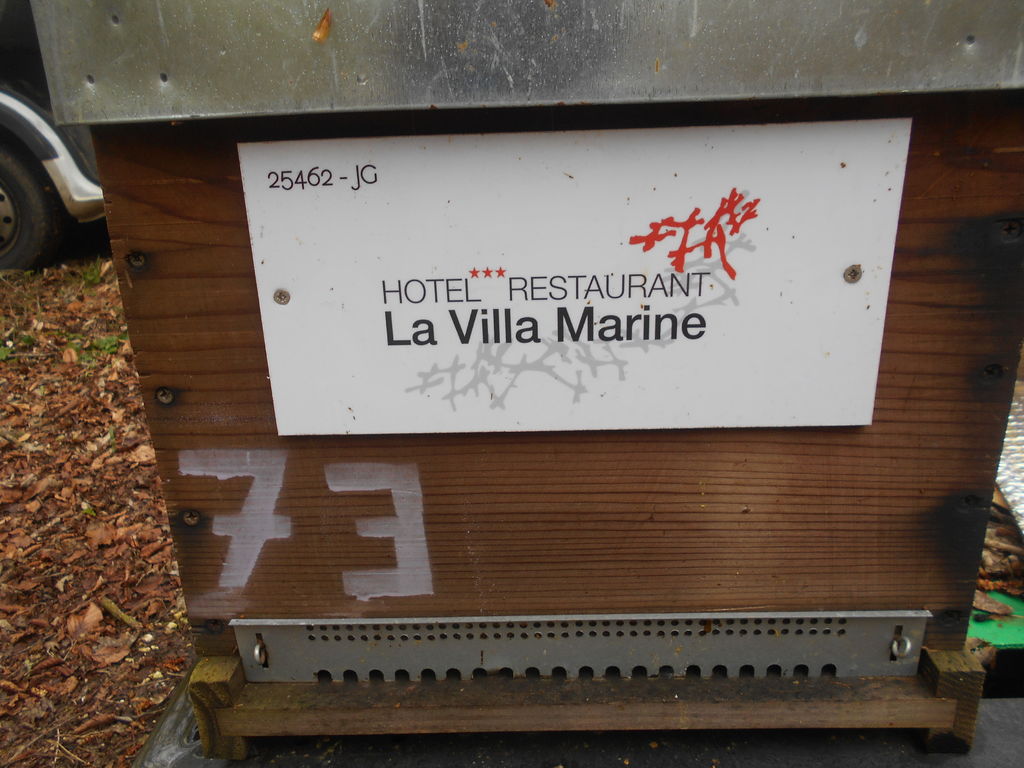 25462 - JG
HOTEL*** RESTAURANT
La Villa Marine
73